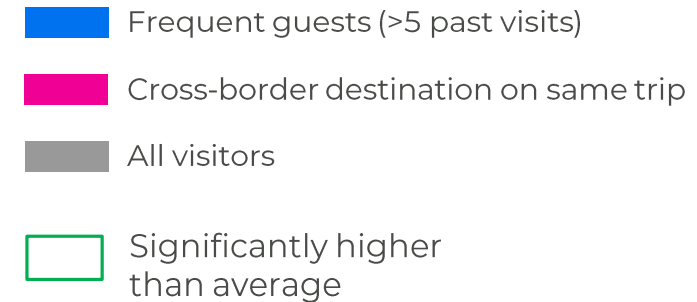 Frequent guests (>5 past visits)
Cross-border destination on same trip
All visitors
Significantly higher
than average